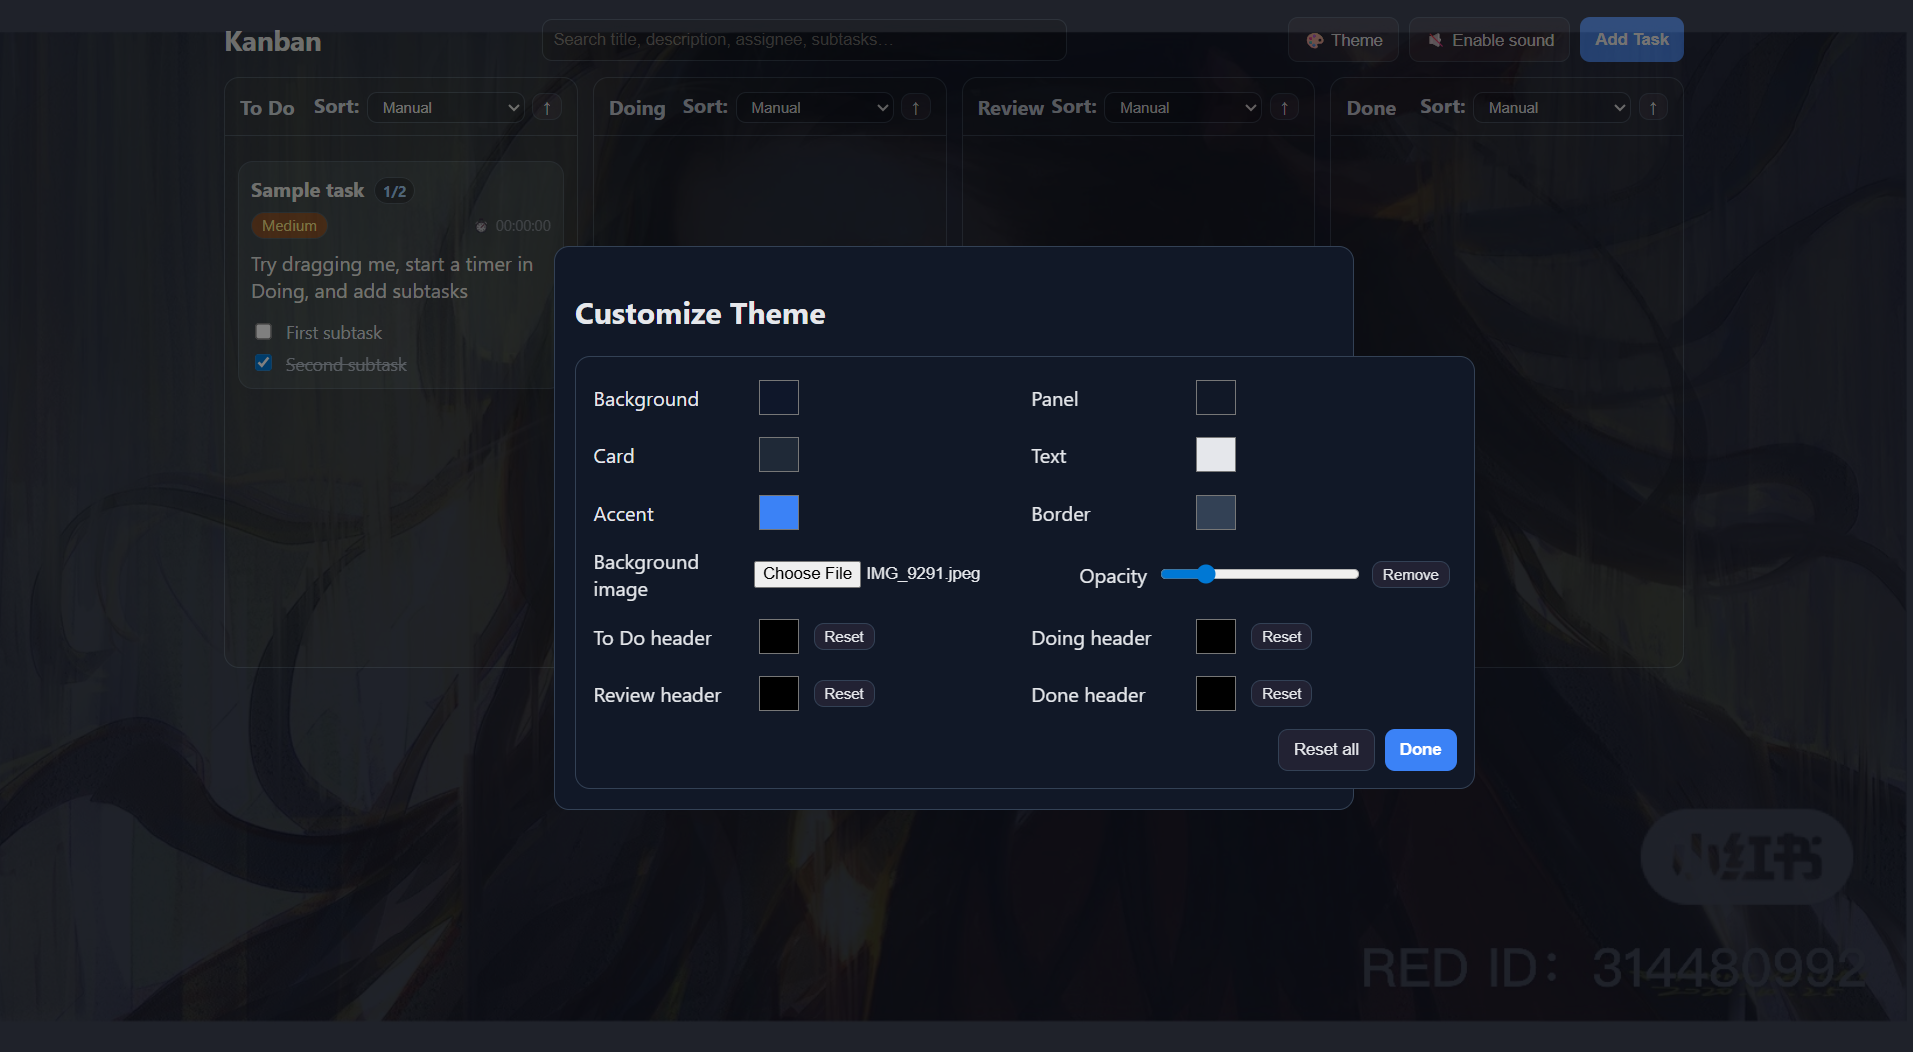 Kanban
Search title, description, assignee, subtasks…
Theme
Enable sound
Add Task
To Do Sort: Manual ↑
Doing Sort: Manual ↑
Review Sort: Manual ↑
Done Sort: Manual ↑
Sample task 1/2
Medium 00:00:00
Try dragging me, start a timer in
Doing, and add subtasks
First subtask
Second subtask
Customize Theme
Background
Panel
Card
Text
Accent
Border
Background
image
Choose File IMG_9291.jpeg
Opacity
Remove
To Do header
Reset
Doing header
Reset
Review header
Reset
Done header
Reset
Reset all
Done
小红书
RED ID: 314480992